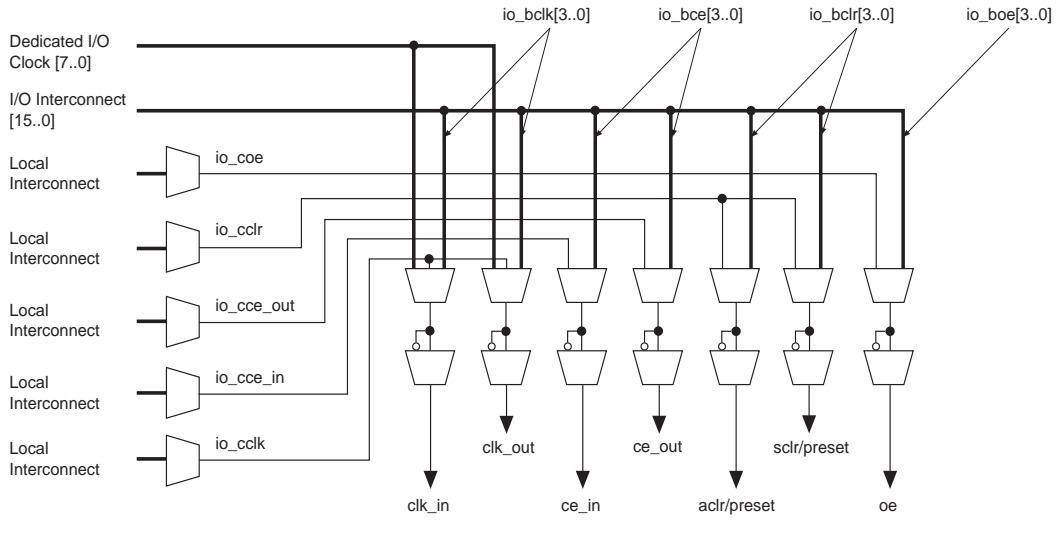 io_bclk[3..0]
io_bce[3..0]
io_bclr[3..0]
io_boe[3..0]
Dedicated I/O
Clock [7..0]
I/O Interconnect
[15..0]
Local
Interconnect
io_coe
Local
Interconnect
io_cclr
Local
Interconnect
io_cce_out
Local
Interconnect
io_cce_in
Local
Interconnect
io_cclk
clk_out
ce_out
sclr/preset
clk_in
ce_in
aclr/preset
oe